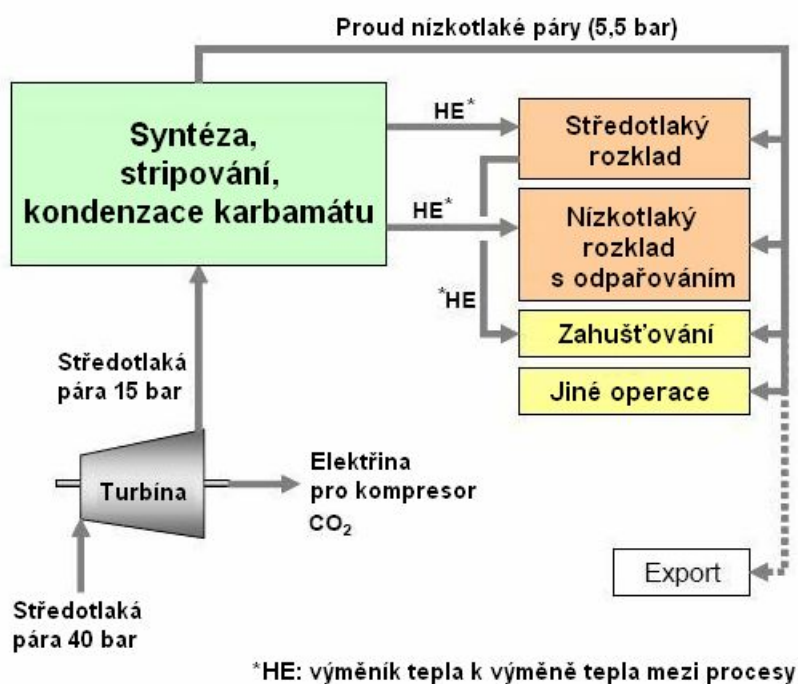 Proud nízkotlaké páry (5,5 bar)
Syntéza,
stripování,
kondenzace karbamátu
HE*
Středotlaký
rozklad
HE*
Nízkotlaký
rozklad
s odpařováním
*HE
Zahušťování
Středotlaká
pára 15 bar
Jiné operace
Turbína
Elektřina
pro kompresor
CO₂
Export
Středotlaká
pára 40 bar
*HE: výměník tepla k výměně tepla mezi procesy